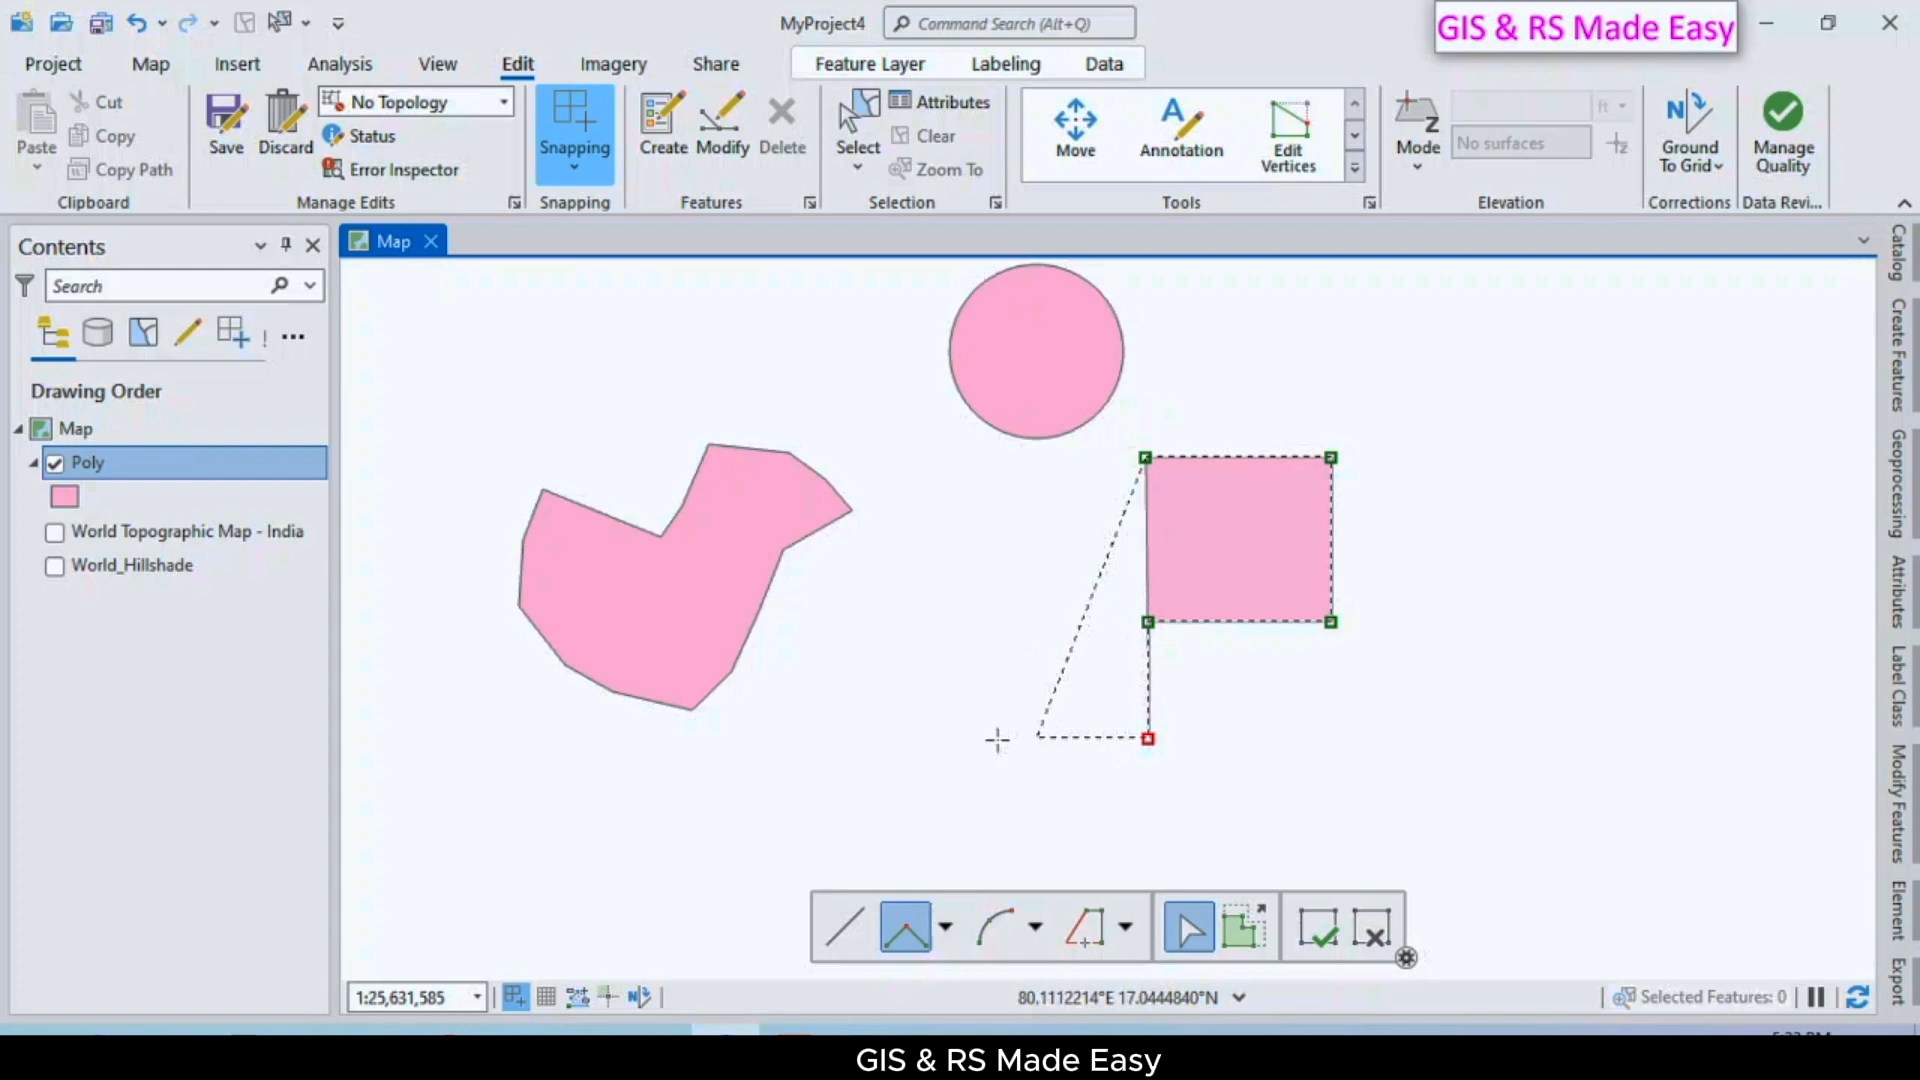 MyProject4
Command Search (Alt+Q)
GIS & RS Made Easy
Project
Map
Insert
Analysis
View
Edit
Imagery
Share
Feature Layer
Labeling
Data
Paste
Cut
Copy
Copy Path
Clipboard
Save
Discard
No Topology
Status
Error Inspector
Manage Edits
Snapping
Snapping
Create
Modify
Delete
Features
Select
Attributes
Clear
Zoom To
Selection
Move
Annotation
Edit
Vertices
Tools
Mode
ft
No surfaces
Elevation
Ground
To Grid
Corrections
Manage
Quality
Data Revi...
Contents
Search
Drawing Order
Map
Poly
World Topographic Map - India
World_Hillshade
Map
Catalog
Create Features
Geoprocessing
Attributes
Label Class
Modify Features
Element
Export
1:25,631,585
80.1112214°E 17.0444840°N
Selected Features: 0
GIS & RS Made Easy